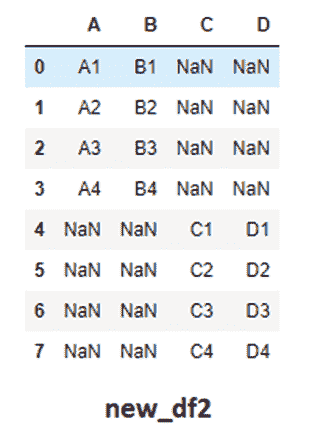 A B C D
0 A1 B1 NaN NaN
1 A2 B2 NaN NaN
2 A3 B3 NaN NaN
3 A4 B4 NaN NaN
4 NaN NaN C1 D1
5 NaN NaN C2 D2
6 NaN NaN C3 D3
7 NaN NaN C4 D4
new_df2